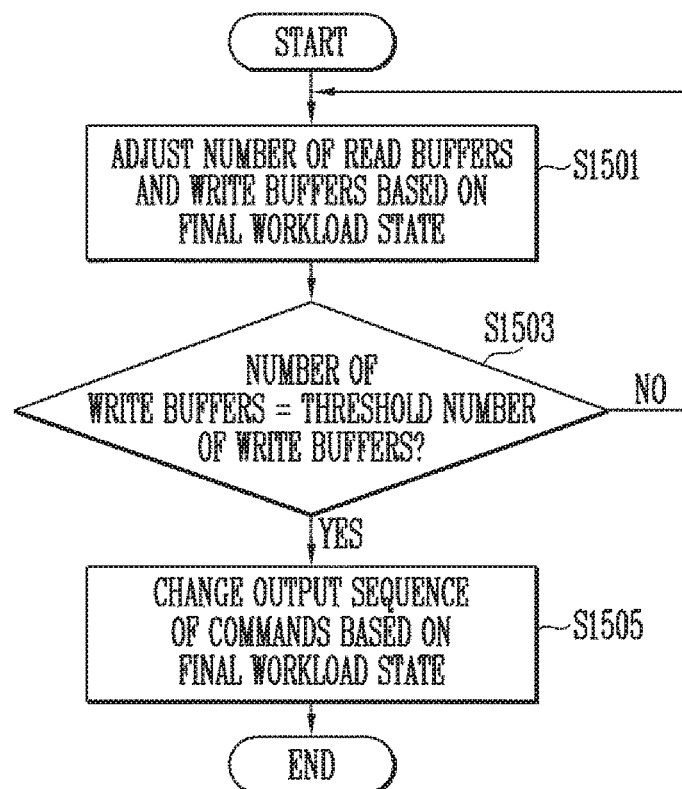 START
ADJUST NUMBER OF READ BUFFERS
AND WRITE BUFFERS BASED ON
FINAL WORKLOAD STATE
S1501
S1503
NUMBER OF
WRITE BUFFERS = THRESHOLD NUMBER
OF WRITE BUFFERS?
NO
YES
CHANGE OUTPUT SEQUENCE
OF COMMANDS BASED ON
FINAL WORKLOAD STATE
S1505
END